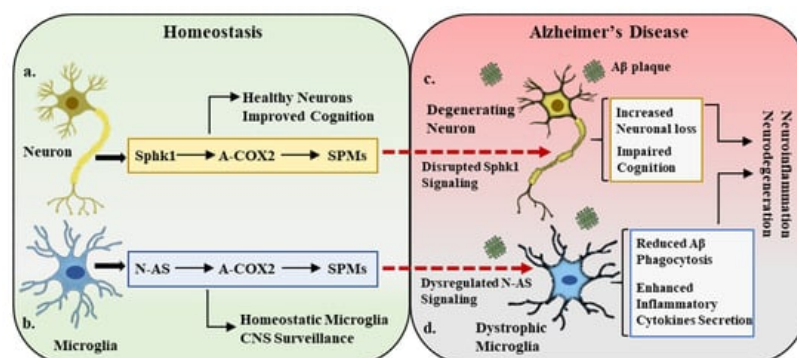 Homeostasis
a.
Healthy Neurons
Improved Cognition
Neuron
Sphk1 A-COX2 SPMs
N-AS A-COX2 SPMs
b.
Homeostatic Microglia
CNS Surveillance
Microglia
Alzheimer's Disease
c.
Aβ plaque
Degenerating
Neuron
Increased
Neuronal loss
Impaired
Cognition
Disrupted Sphk1
Signaling
Neuroinflammation
Neurodegeneration
Reduced Aβ
Phagocytosis
Enhanced
Inflammatory
Cytokines Secretion
Dysregulated N-AS
Signaling
d.
Dystrophic
Microglia